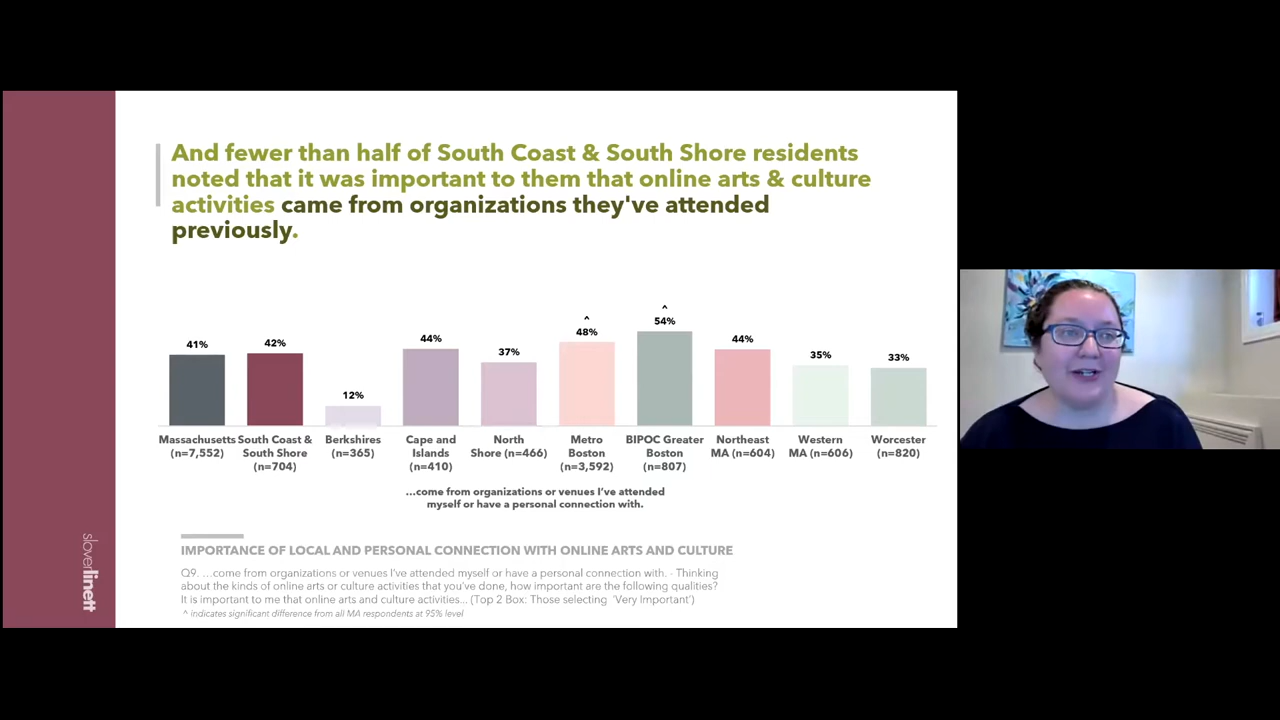 And fewer than half of South Coast & South Shore residents
noted that it was important to them that online arts & culture
activities came from organizations they've attended
previously.
41%
42%
12%
44%
37%
^
48%
^
54%
44%
35%
33%
Massachusetts
(n=7,552)
South Coast &
South Shore
(n=704)
Berkshires
(n=365)
Cape and
Islands
(n=410)
North
Shore (n=466)
Metro
Boston
(n=3,592)
BIPOC Greater
Boston
(n=807)
Northeast
MA (n=604)
Western
MA (n=606)
Worcester
(n=820)
...come from organizations or venues I've attended
myself or have a personal connection with.
IMPORTANCE OF LOCAL AND PERSONAL CONNECTION WITH ONLINE ARTS AND CULTURE
Q9. ...come from organizations or venues I've attended myself or have a personal connection with. - Thinking
about the kinds of online arts or culture activities that you've done, how important are the following qualities?
It is important to me that online arts and culture activities... (Top 2 Box: Those selecting 'Very Important')
^ indicates significant difference from all MA respondents at 95% level
sloverlinett